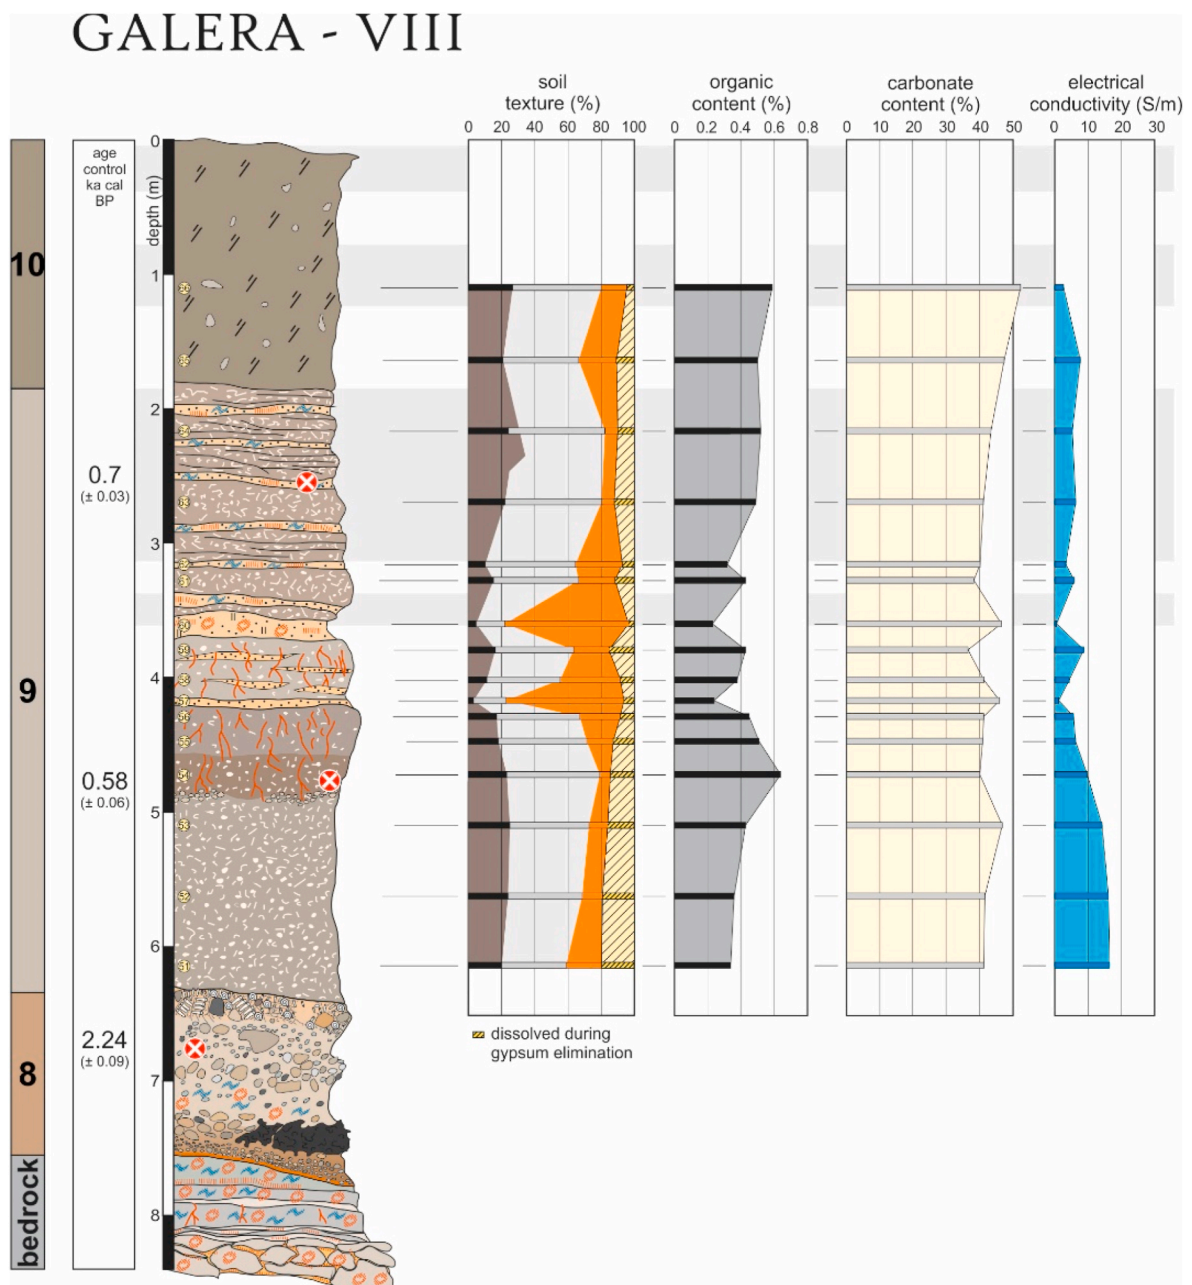 GALERA - VIII
soil
texture (%)
organic
content (%)
carbonate
content (%)
electrical
conductivity (S/m)
0 20 40 60 80 100
0 0.2 0.4 0.6 0.8
0 10 20 30 40 50
0 10 20 30
age
control
ka cal
BP
depth (m)
0
1
2
3
4
5
6
7
8
10
9
8
bedrock
0.7
(± 0.03)
0.58
(± 0.06)
2.24
(± 0.09)
dissolved during
gypsum elimination